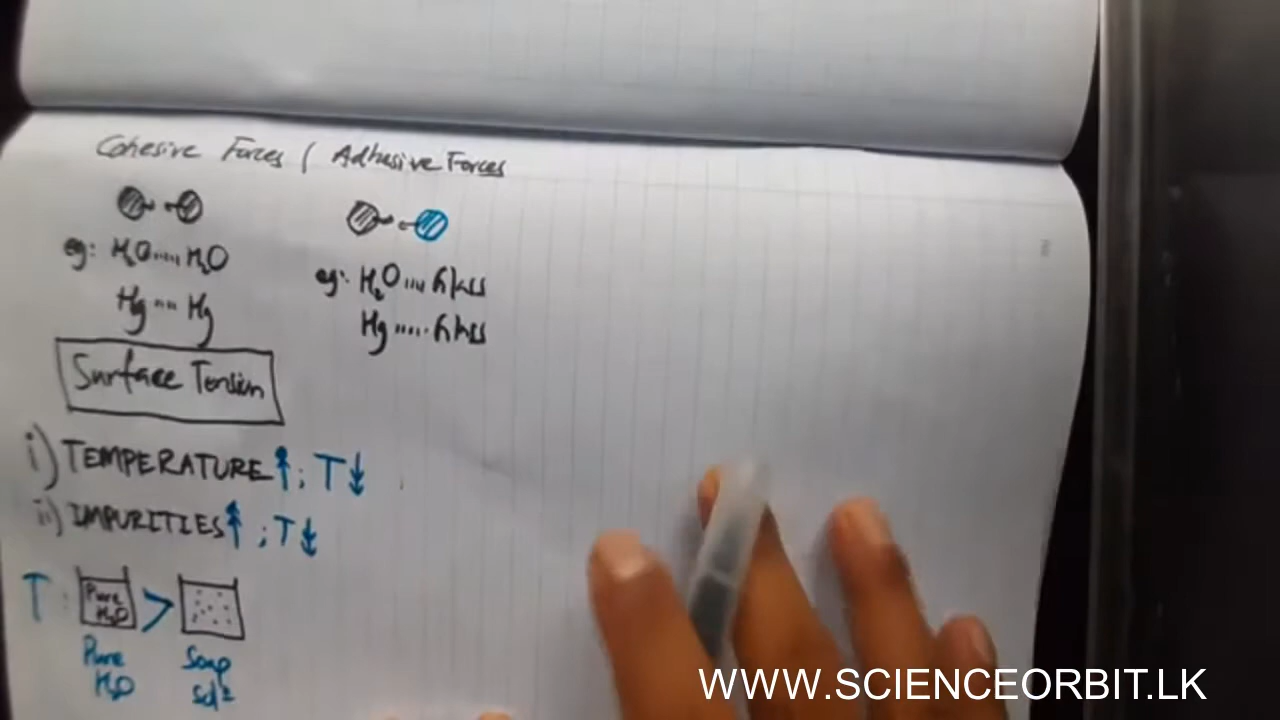 Cohesive Forces / Adhesive Forces
eg: H₂O.....H₂O
Hg....Hg
eg: H₂O....Glass
Hg.....Glass
Surface Tension
i) TEMPERATURE↑; T↓
ii) IMPURITIES↑; T↓
T : Pure H₂O >
Pure H₂O
Soap Solⁿ
WWW.SCIENCEORBIT.LK